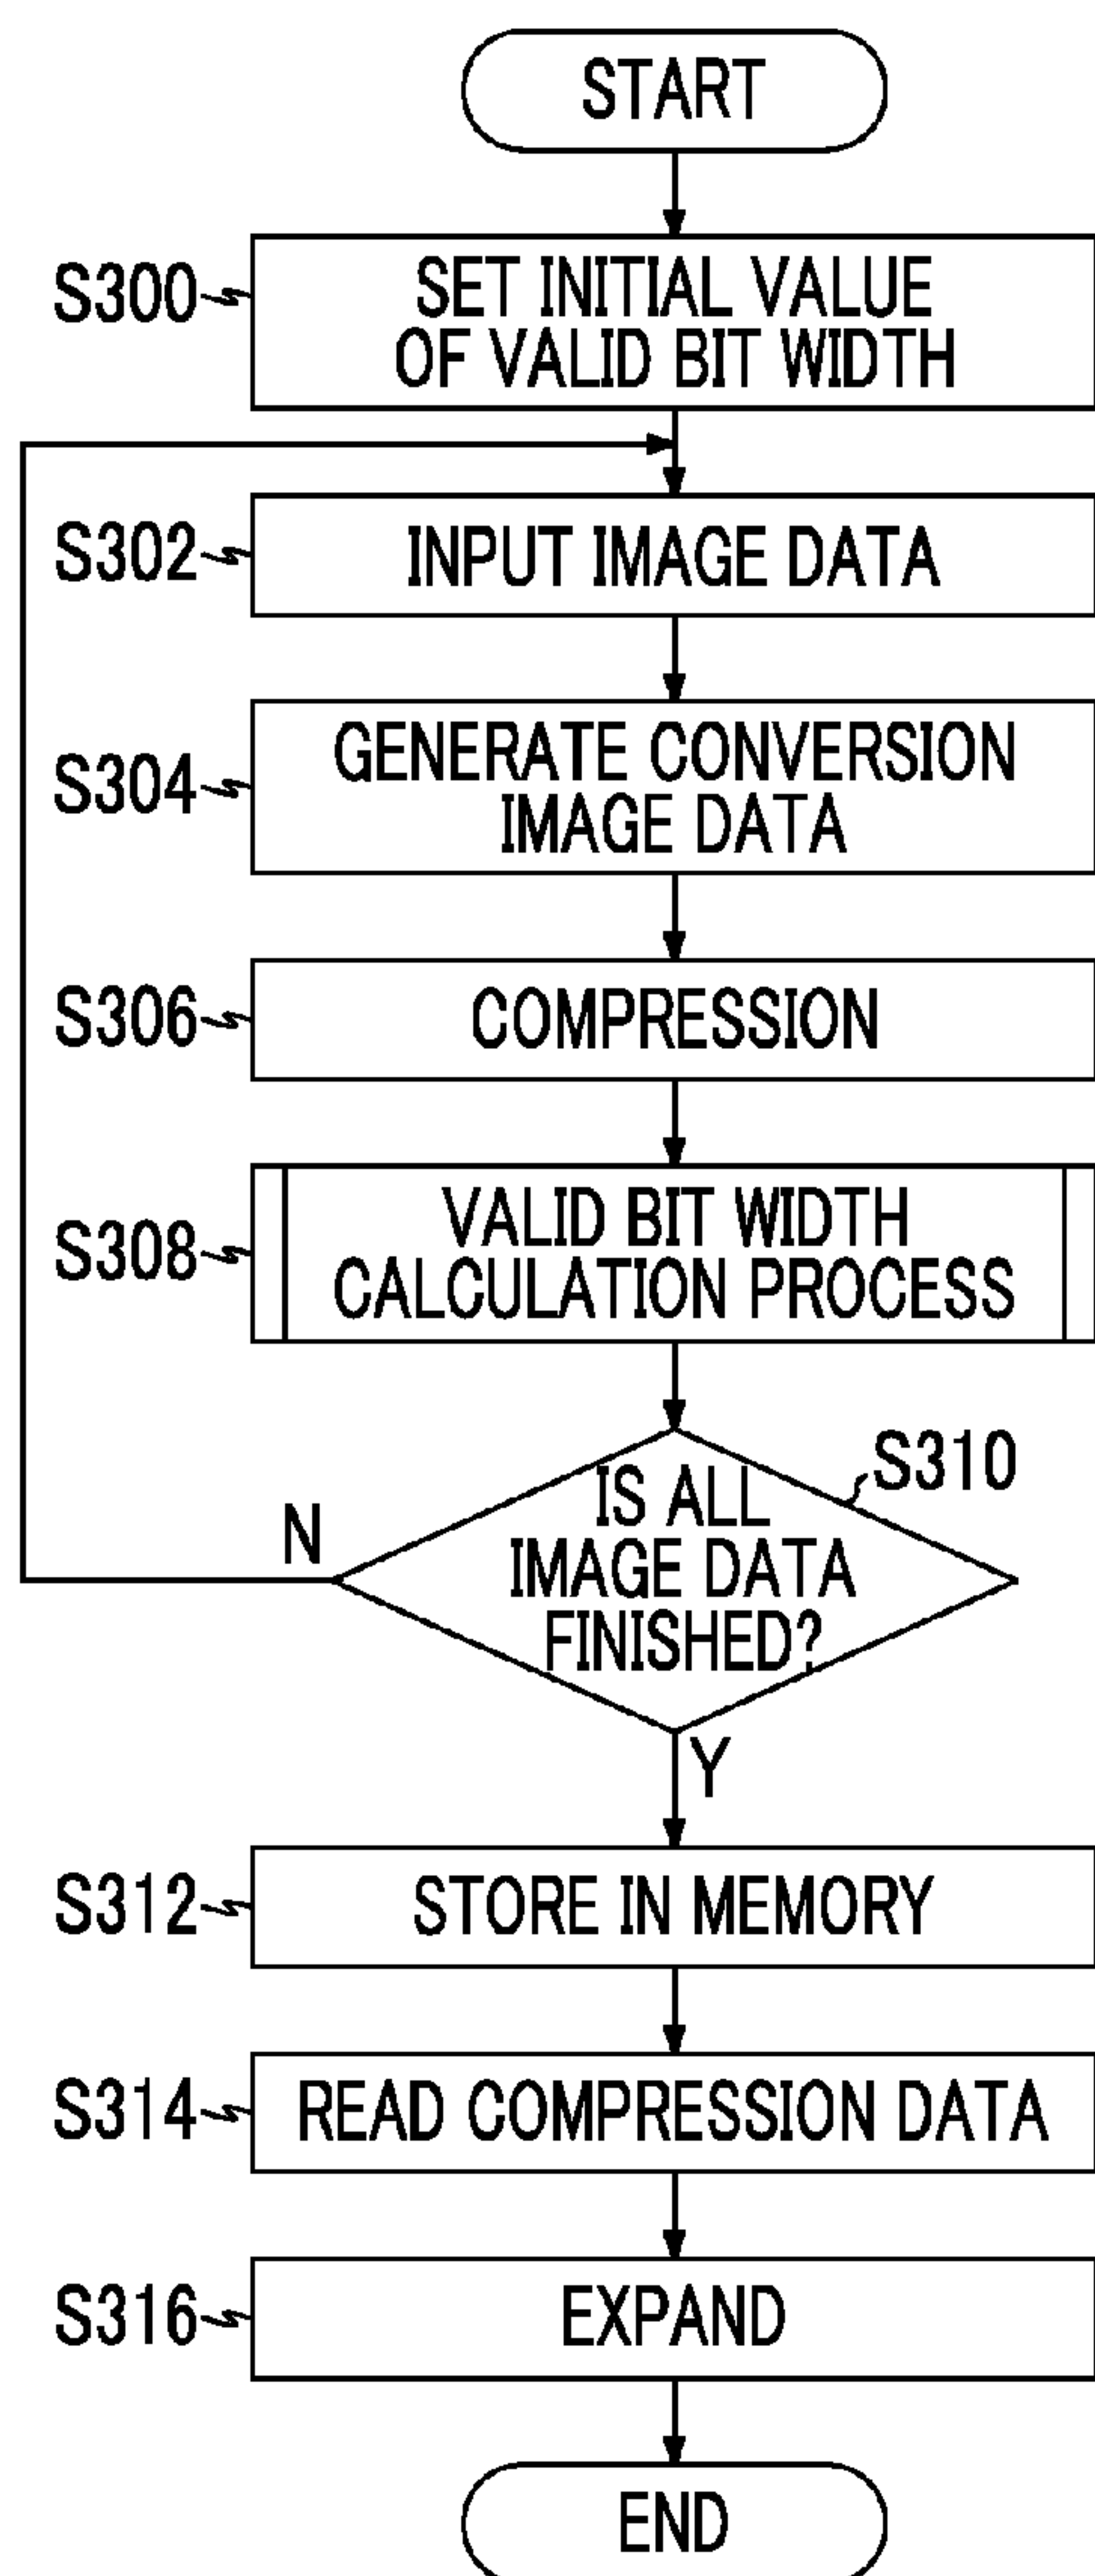 START
S300
SET INITIAL VALUE
OF VALID BIT WIDTH
S302
INPUT IMAGE DATA
S304
GENERATE CONVERSION
IMAGE DATA
S306
COMPRESSION
S308
VALID BIT WIDTH
CALCULATION PROCESS
S310
IS ALL
IMAGE DATA
FINISHED?
N
Y
S312
STORE IN MEMORY
S314
READ COMPRESSION DATA
S316
EXPAND
END